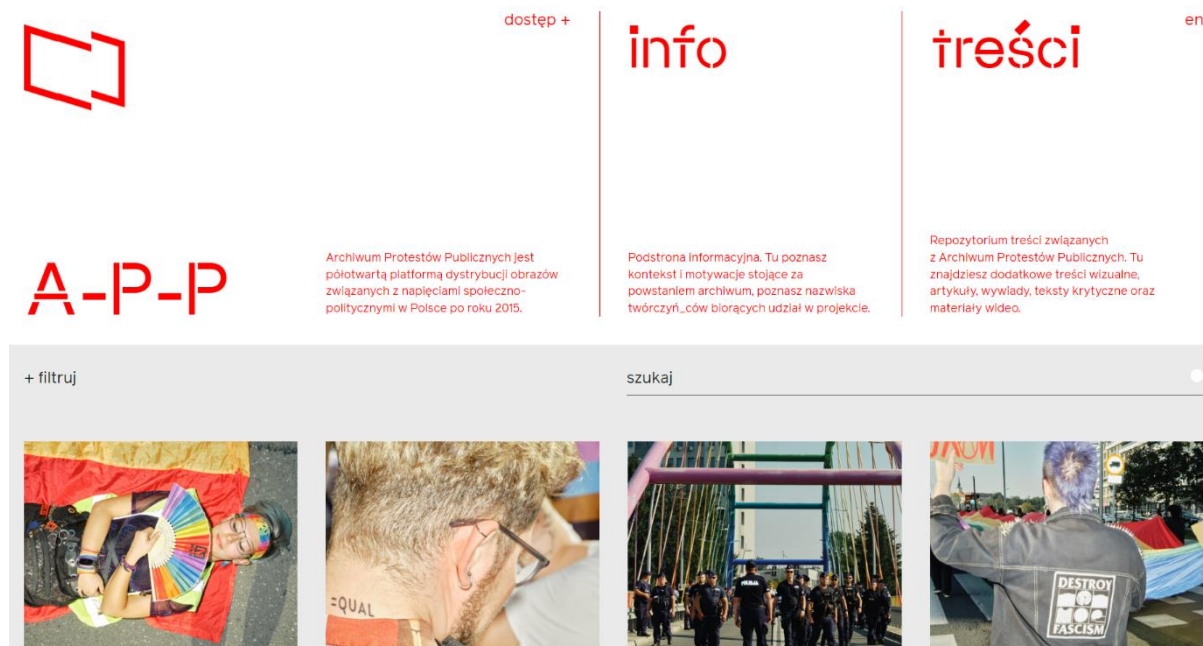 dostęp +
info
treści
en
A-P-P
Archiwum Protestów Publicznych jest
półotwartą platformą dystrybucji obrazów
związanych z napięciami społeczno-
politycznymi w Polsce po roku 2015.
Podstrona informacyjna. Tu poznasz
kontekst i motywacje stojące za
powstaniem archiwum, poznasz nazwiska
twórczyń_ców biorących udział w projekcie.
Repozytorium treści związanych
z Archiwum Protestów Publicznych. Tu
znajdziesz dodatkowe treści wizualne,
artykuły, wywiady, teksty krytyczne oraz
materiały wideo.
+ filtruj
szukaj
=QUAL
POLICJA
DESTROY
FASCISM